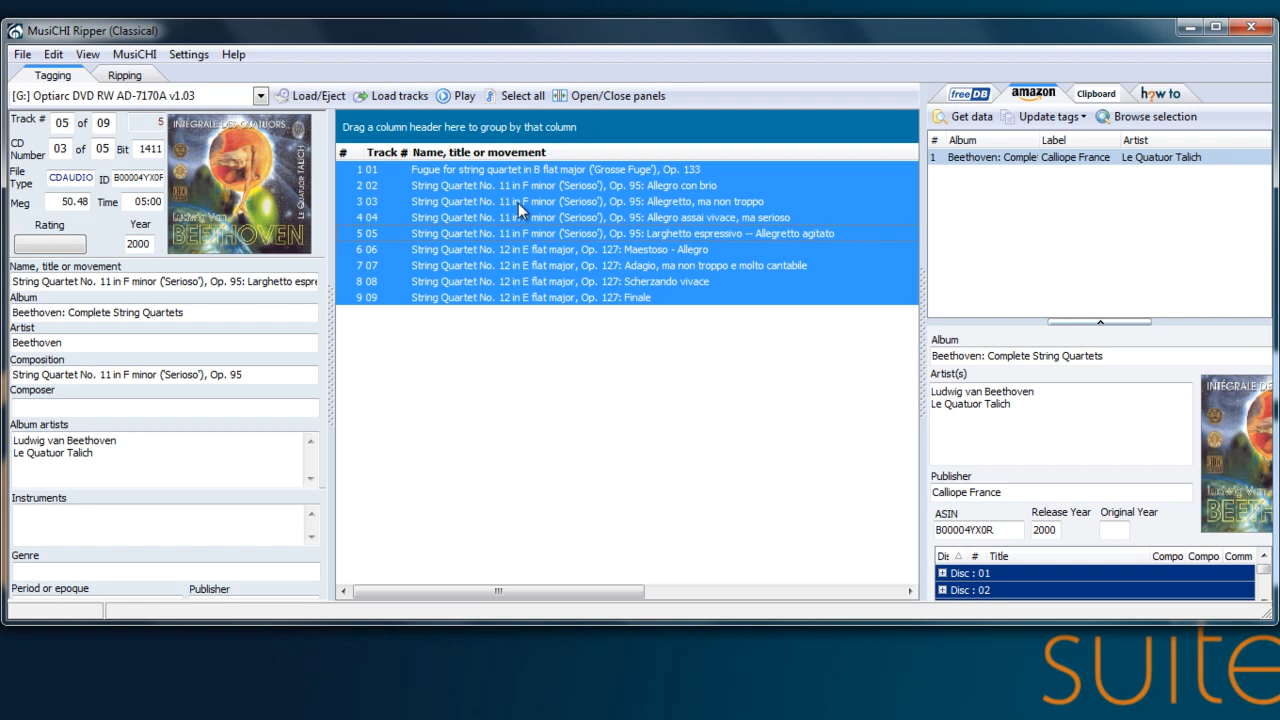 MusiCHI Ripper (Classical)
File Edit View MusiCHI Settings Help
Tagging Ripping
[G:] Optiarc DVD RW AD-7170A v1.03 Load/Eject Load tracks Play Select all Open/Close panels
freeDB amazon Clipboard how to
Get data Update tags Browse selection
Track # 05 of 09 5
CD Number 03 of 05 Bit 1411
File Type CDAUDIO ID B00004YX0F
Meg 50.48 Time 05:00
Rating Year
2000
INTÉGRALE DES QUATUORS...
LE QUATUOR TALICH
Ludwig Van
BEETHOVEN
Name, title or movement
String Quartet No. 11 in F minor ('Serioso'), Op. 95: Larghetto espre
Album
Beethoven: Complete String Quartets
Artist
Beethoven
Composition
String Quartet No. 11 in F minor ('Serioso'), Op. 95
Composer
Album artists
Ludwig van Beethoven
Le Quatuor Talich
Instruments
Genre
Period or epoque Publisher
Drag a column header here to group by that column
# Track # Name, title or movement
1 01 Fugue for string quartet in B flat major ('Grosse Fuge'), Op. 133
2 02 String Quartet No. 11 in F minor ('Serioso'), Op. 95: Allegro con brio
3 03 String Quartet No. 11 in F minor ('Serioso'), Op. 95: Allegretto, ma non troppo
4 04 String Quartet No. 11 in F minor ('Serioso'), Op. 95: Allegro assai vivace, ma serioso
5 05 String Quartet No. 11 in F minor ('Serioso'), Op. 95: Larghetto espressivo -- Allegretto agitato
6 06 String Quartet No. 12 in E flat major, Op. 127: Maestoso - Allegro
7 07 String Quartet No. 12 in E flat major, Op. 127: Adagio, ma non troppo e molto cantabile
8 08 String Quartet No. 12 in E flat major, Op. 127: Scherzando vivace
9 09 String Quartet No. 12 in E flat major, Op. 127: Finale
# Album Label Artist
1 Beethoven: Comple Calliope France Le Quatuor Talich
Album
Beethoven: Complete String Quartets
Artist(s)
Ludwig van Beethoven
Le Quatuor Talich
INTÉGRALE DE
Ludwig Van
BEETH
Publisher
Calliope France
ASIN Release Year Original Year
B00004YX0R 2000
Dis # Title Compo Compo Comm
Disc : 01
Disc : 02
suite